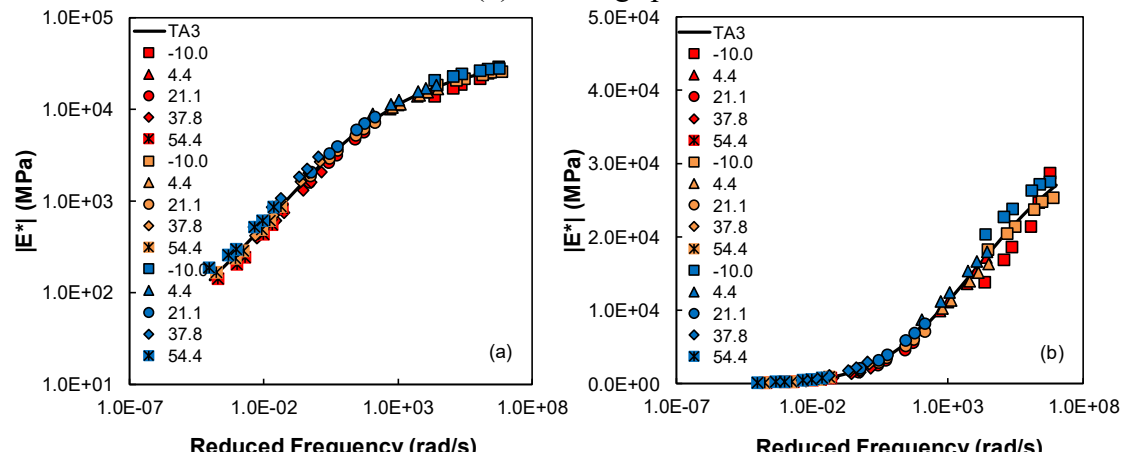 1.0E+05
1.0E+04
1.0E+03
1.0E+02
1.0E+01
|E*| (MPa)
TA3
-10.0
4.4
21.1
37.8
54.4
-10.0
4.4
21.1
37.8
54.4
-10.0
4.4
21.1
37.8
54.4
(a)
1.0E-07
1.0E-02
1.0E+03
1.0E+08
Reduced Frequency (rad/s)
5.0E+04
4.0E+04
3.0E+04
2.0E+04
1.0E+04
0.0E+00
|E*| (MPa)
TA3
-10.0
4.4
21.1
37.8
54.4
-10.0
4.4
21.1
37.8
54.4
-10.0
4.4
21.1
37.8
54.4
(b)
1.0E-07
1.0E-02
1.0E+03
1.0E+08
Reduced Frequency (rad/s)